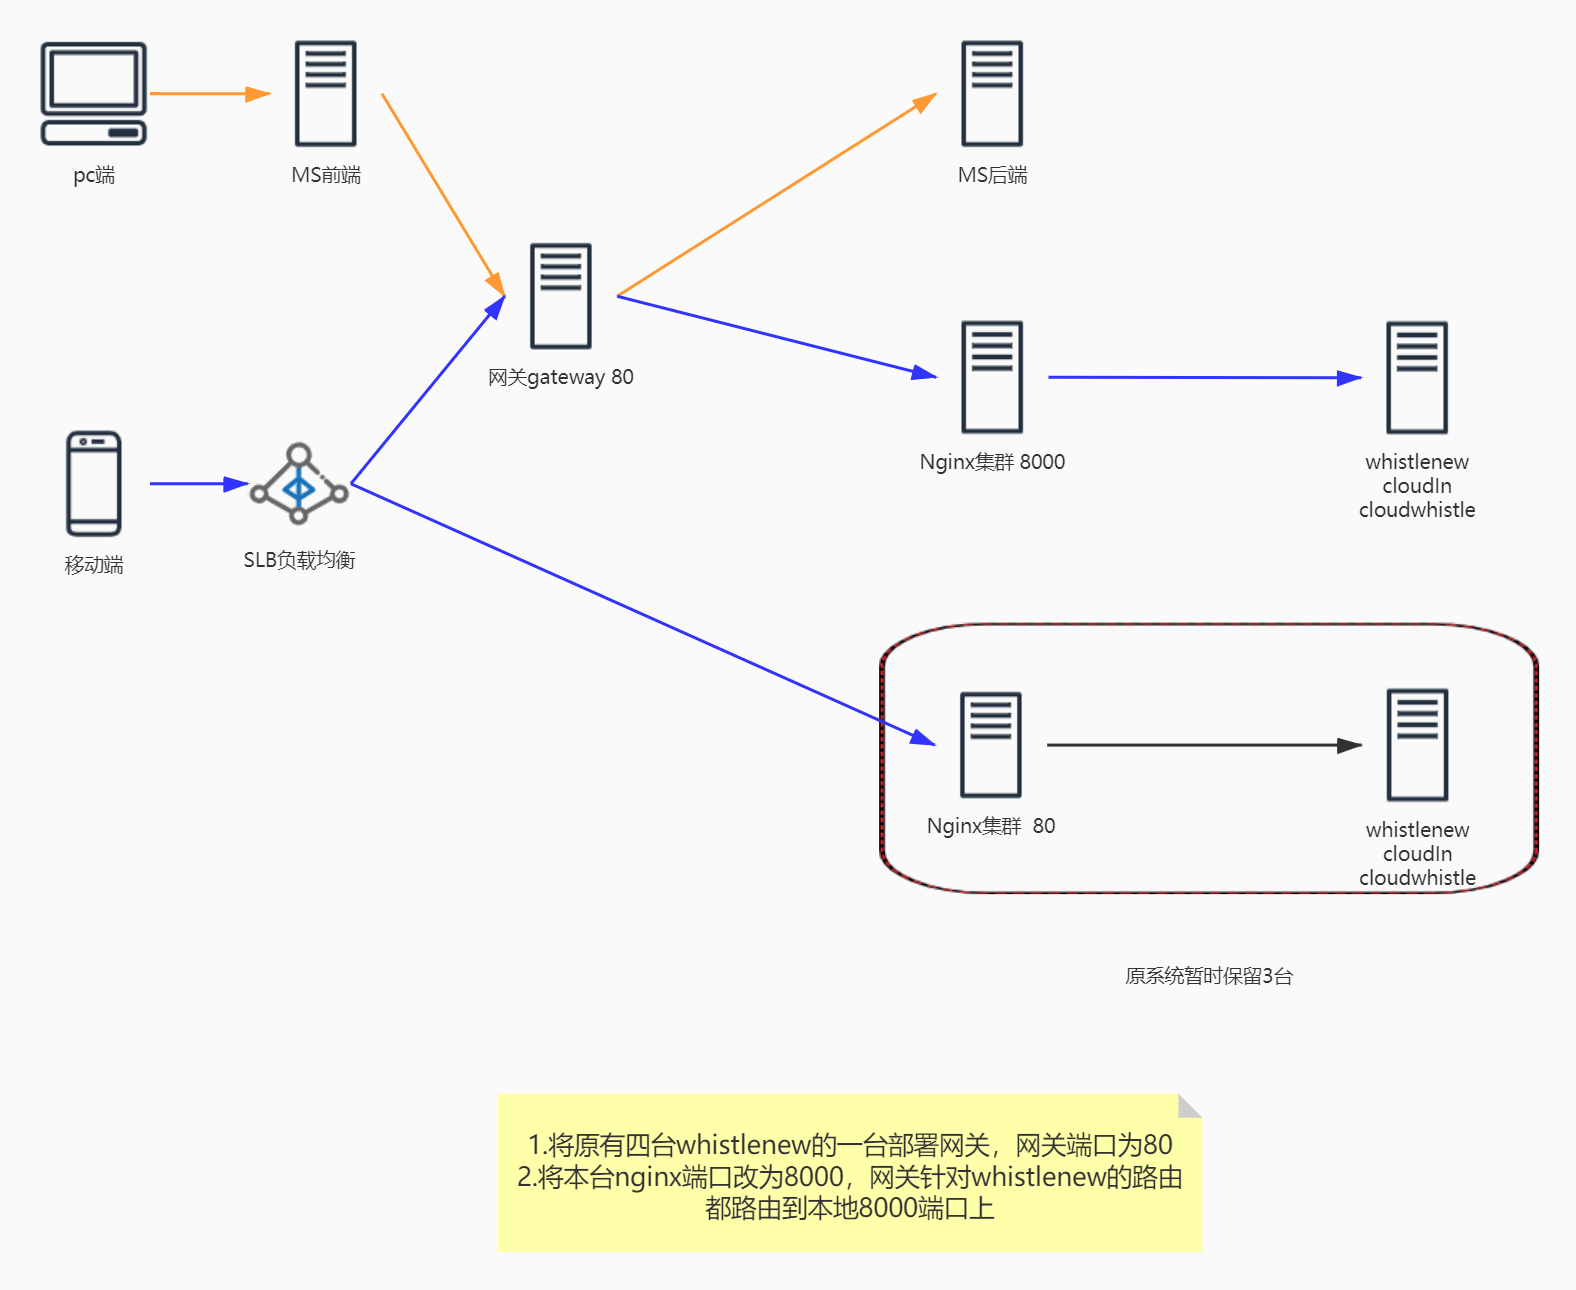 pc端
MS前端
MS后端
网关gateway 80
Nginx集群 8000
whistlenew
cloudIn
cloudwhistle
移动端
SLB负载均衡
Nginx集群  80
whistlenew
cloudIn
cloudwhistle
原系统暂时保留3台
1.将原有四台whistlenew的一台部署网关，网关端口为80
2.将本台nginx端口改为8000，网关针对whistlenew的路由
都路由到本地8000端口上